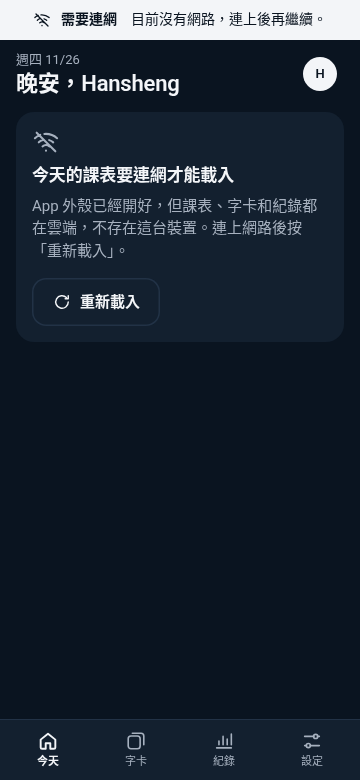 需要連網 目前沒有網路，連上後再繼續。
週四 11/26
晚安，Hansheng
H
今天的課表要連網才能載入
App 外殼已經開好，但課表、字卡和紀錄都
在雲端，不存在這台裝置。連上網路後按
「重新載入」。
重新載入
今天 字卡 紀錄 設定